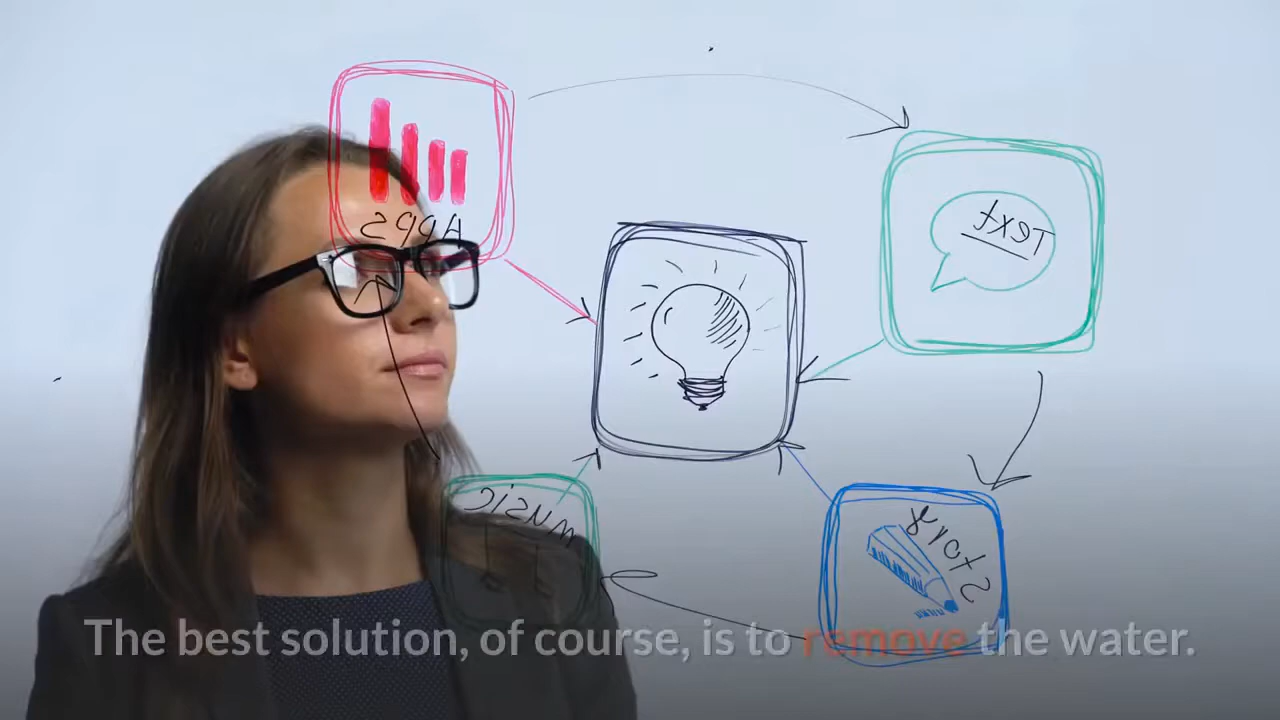 Apps
Text
music
Story
The best solution, of course, is to remove the water.